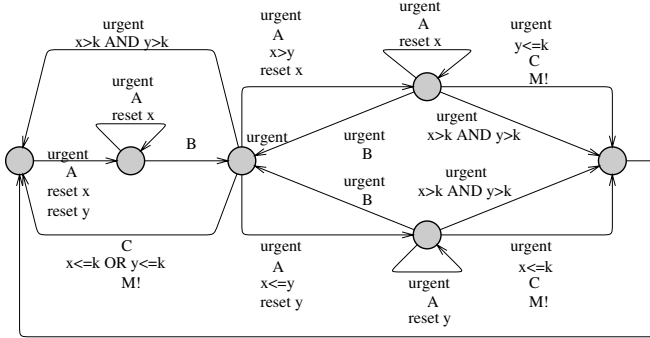 urgent
x>k AND y>k
urgent
A
reset x
urgent
A
reset x
reset y
B
C
x<=k OR y<=k
M!
urgent
A
x>y
reset x
urgent
A
reset x
urgent
y<=k
C
M!
urgent
urgent
B
urgent
x>k AND y>k
urgent
B
urgent
x>k AND y>k
urgent
A
x<=y
reset y
urgent
A
reset y
urgent
x<=k
C
M!